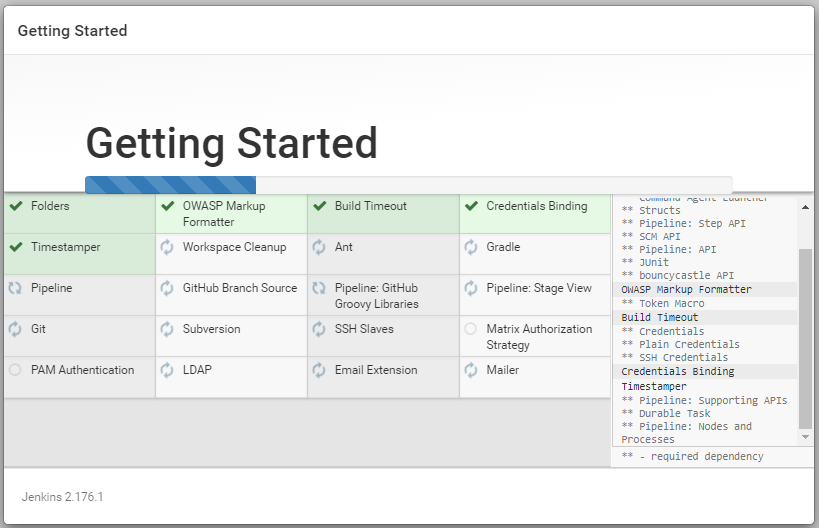 Getting Started
Getting Started
Folders
OWASP Markup
Formatter
Build Timeout
Credentials Binding
Timestamper
Workspace Cleanup
Ant
Gradle
Pipeline
GitHub Branch Source
Pipeline: GitHub
Groovy Libraries
Pipeline: Stage View
Git
Subversion
SSH Slaves
Matrix Authorization
Strategy
PAM Authentication
LDAP
Email Extension
Mailer
Command Agent Launcher
** Structs
** Pipeline: Step API
** SCM API
** Pipeline: API
** JUnit
** bouncycastle API
OWASP Markup Formatter
** Token Macro
Build Timeout
** Credentials
** Plain Credentials
** SSH Credentials
Credentials Binding
Timestamper
** Pipeline: Supporting APIs
** Durable Task
** Pipeline: Nodes and
Processes
** - required dependency
Jenkins 2.176.1